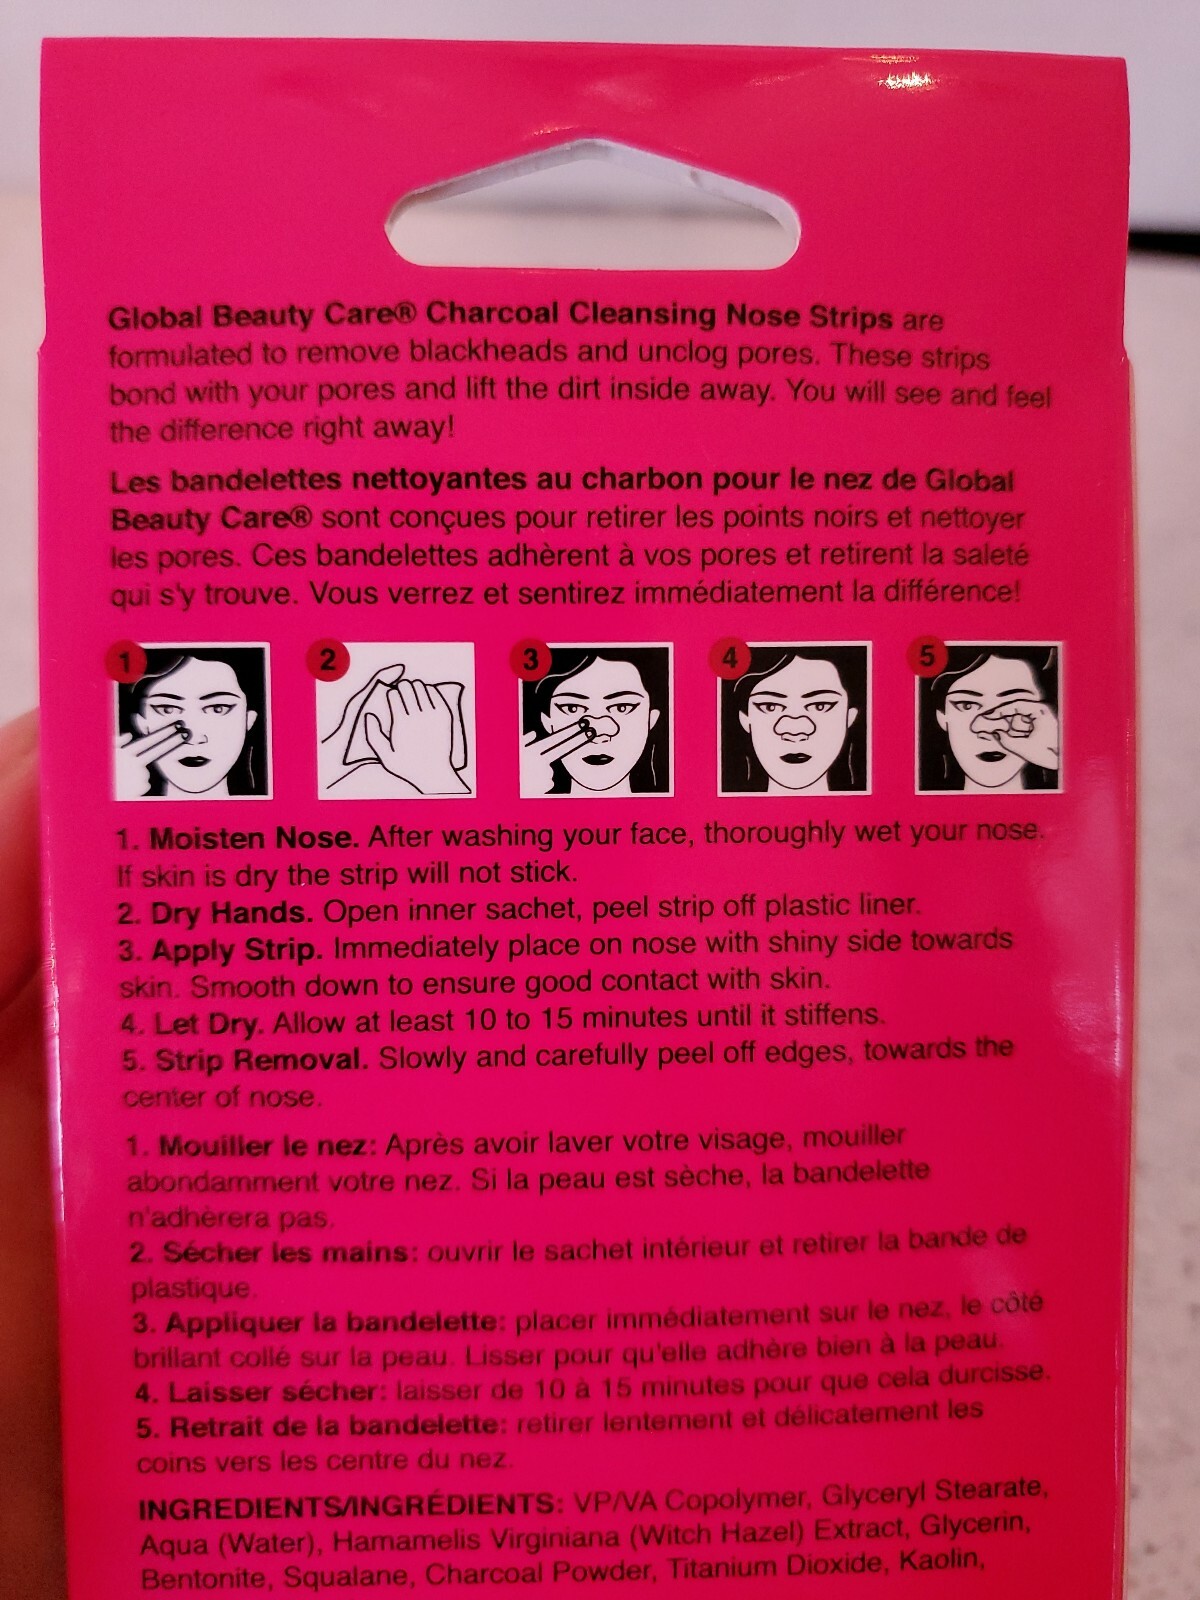 Global Beauty Care® Charcoal Cleansing Nose Strips are
formulated to remove blackheads and unclog pores. These strips
bond with your pores and lift the dirt inside away. You will see and feel
the difference right away!
Les bandelettes nettoyantes au charbon pour le nez de Global
Beauty Care® sont conçues pour retirer les points noirs et nettoyer
les pores. Ces bandelettes adhèrent à vos pores et retirent la saleté
qui s'y trouve. Vous verrez et sentirez immédiatement la différence!
1 2 3 4 5
1. Moisten Nose. After washing your face, thoroughly wet your nose.
If skin is dry the strip will not stick.
2. Dry Hands. Open inner sachet, peel strip off plastic liner.
3. Apply Strip. Immediately place on nose with shiny side towards
skin. Smooth down to ensure good contact with skin.
4. Let Dry. Allow at least 10 to 15 minutes until it stiffens.
5. Strip Removal. Slowly and carefully peel off edges, towards the
center of nose.
1. Mouiller le nez: Après avoir laver votre visage, mouiller
abondamment votre nez. Si la peau est sèche, la bandelette
n'adhèrera pas.
2. Sécher les mains: ouvrir le sachet intérieur et retirer la bande de
plastique.
3. Appliquer la bandelette: placer immédiatement sur le nez, le côté
brillant collé sur la peau. Lisser pour qu'elle adhère bien à la peau.
4. Laisser sécher: laisser de 10 à 15 minutes pour que cela durcisse.
5. Retrait de la bandelette: retirer lentement et délicatement les
coins vers les centre du nez.
INGREDIENTS/INGRÉDIENTS: VP/VA Copolymer, Glyceryl Stearate,
Aqua (Water), Hamamelis Virginiana (Witch Hazel) Extract, Glycerin,
Bentonite, Squalane, Charcoal Powder, Titanium Dioxide, Kaolin,